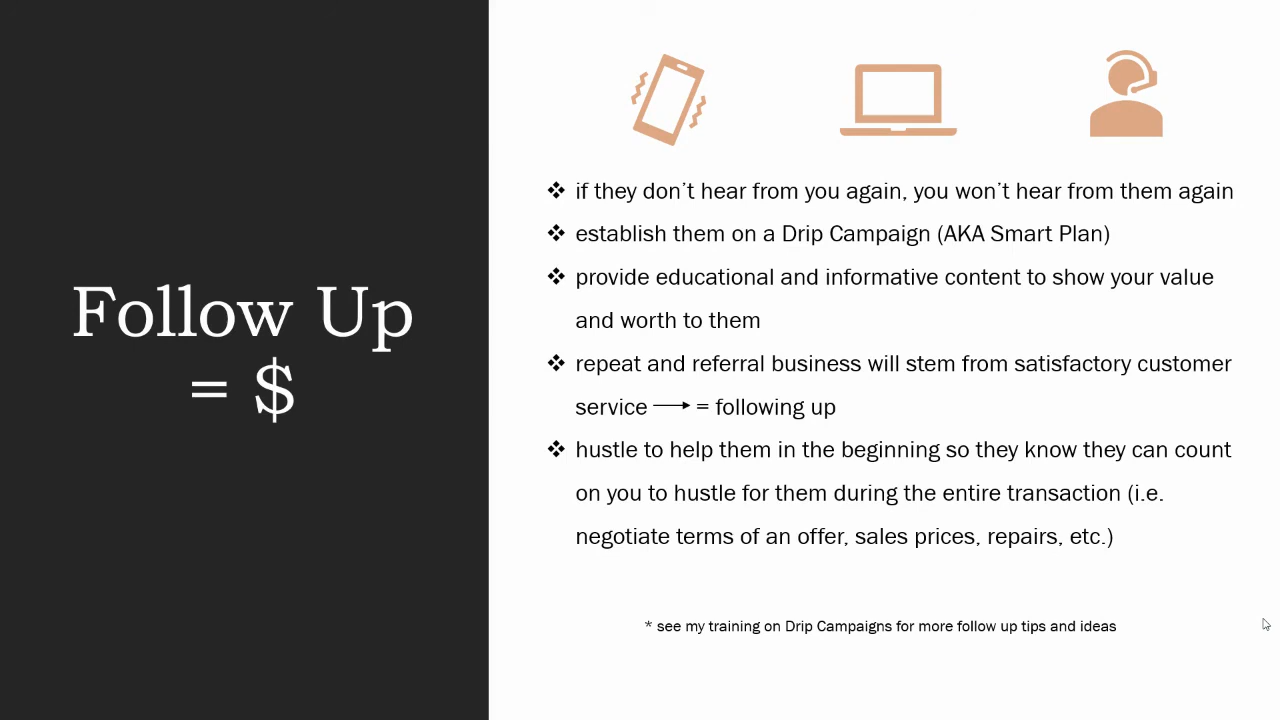 Follow Up
= $
❖ if they don’t hear from you again, you won’t hear from them again
❖ establish them on a Drip Campaign (AKA Smart Plan)
❖ provide educational and informative content to show your value
and worth to them
❖ repeat and referral business will stem from satisfactory customer
service ⟶ = following up
❖ hustle to help them in the beginning so they know they can count
on you to hustle for them during the entire transaction (i.e.
negotiate terms of an offer, sales prices, repairs, etc.)
* see my training on Drip Campaigns for more follow up tips and ideas